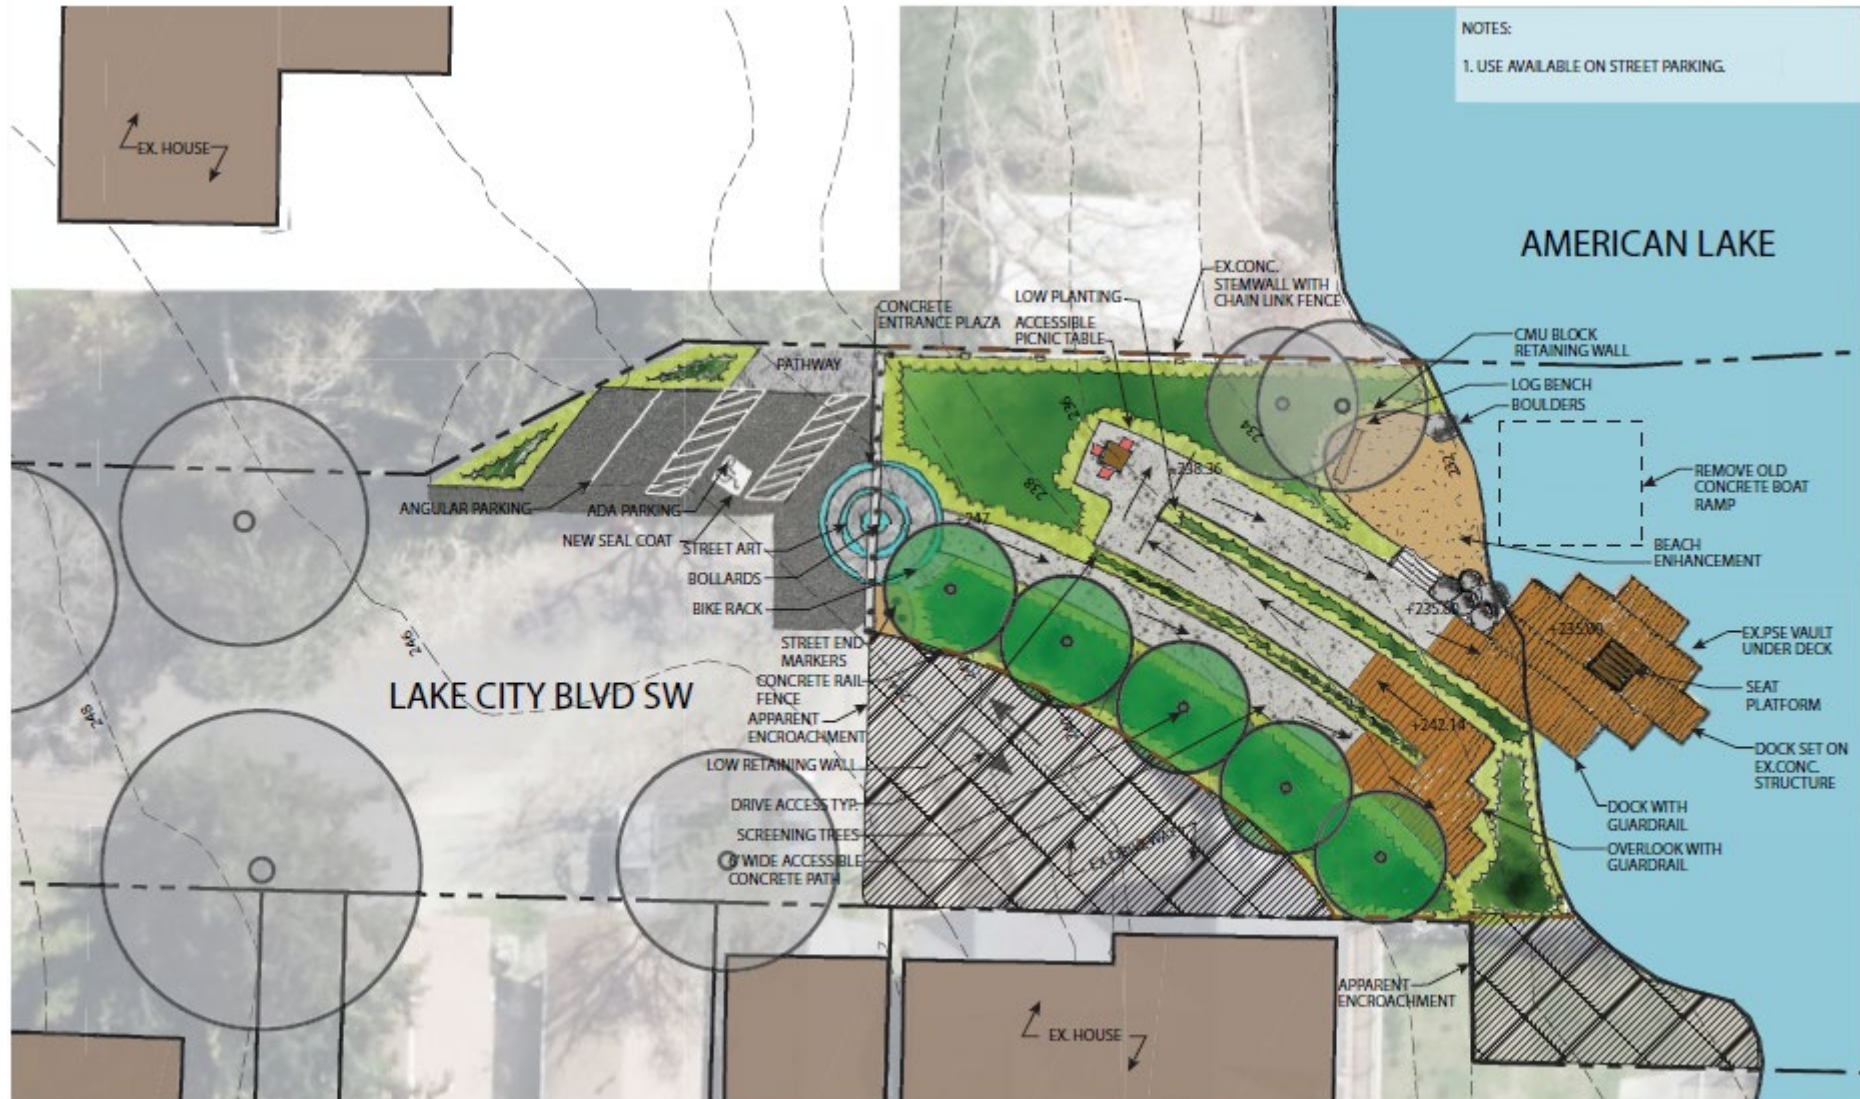 NOTES:
1. USE AVAILABLE ON STREET PARKING.
EX. HOUSE
AMERICAN LAKE
EX.CONC.
STEMWALL WITH
CHAIN LINK FENCE
LOW PLANTING
ACCESSIBLE
PICNIC TABLE
CONCRETE
ENTRANCE PLAZA
CMU BLOCK
RETAINING WALL
PATHWAY
LOG BENCH
BOULDERS
236
234
232
238
+238.36
+247
REMOVE OLD
CONCRETE BOAT
RAMP
ANGULAR PARKING
ADA PARKING
NEW SEAL COAT
STREET ART
BOLLARDS
BIKE RACK
BEACH
ENHANCEMENT
+235.00
EX.PSE VAULT
UNDER DECK
SEAT
PLATFORM
STREET END
MARKERS
CONCRETE RAIL
FENCE
246
248
LAKE CITY BLVD SW
APPARENT
ENCROACHMENT
LOW RETAINING WALL
+242.14
DOCK SET ON
EX.CONC.
STRUCTURE
DRIVE ACCESS TYP.
SCREENING TREES
6' WIDE ACCESSIBLE
CONCRETE PATH
EX.DRIVEWAY
DOCK WITH
GUARDRAIL
OVERLOOK WITH
GUARDRAIL
APPARENT
ENCROACHMENT
EX. HOUSE